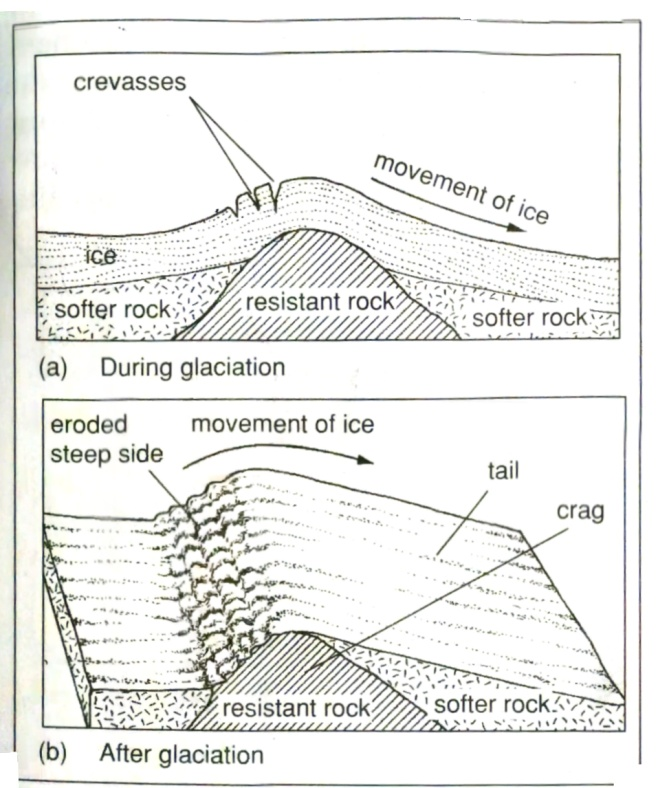 crevasses
movement of ice
ice
softer rock
resistant rock
softer rock
(a) During glaciation
eroded
steep side
movement of ice
tail
crag
resistant rock
softer rock
(b) After glaciation